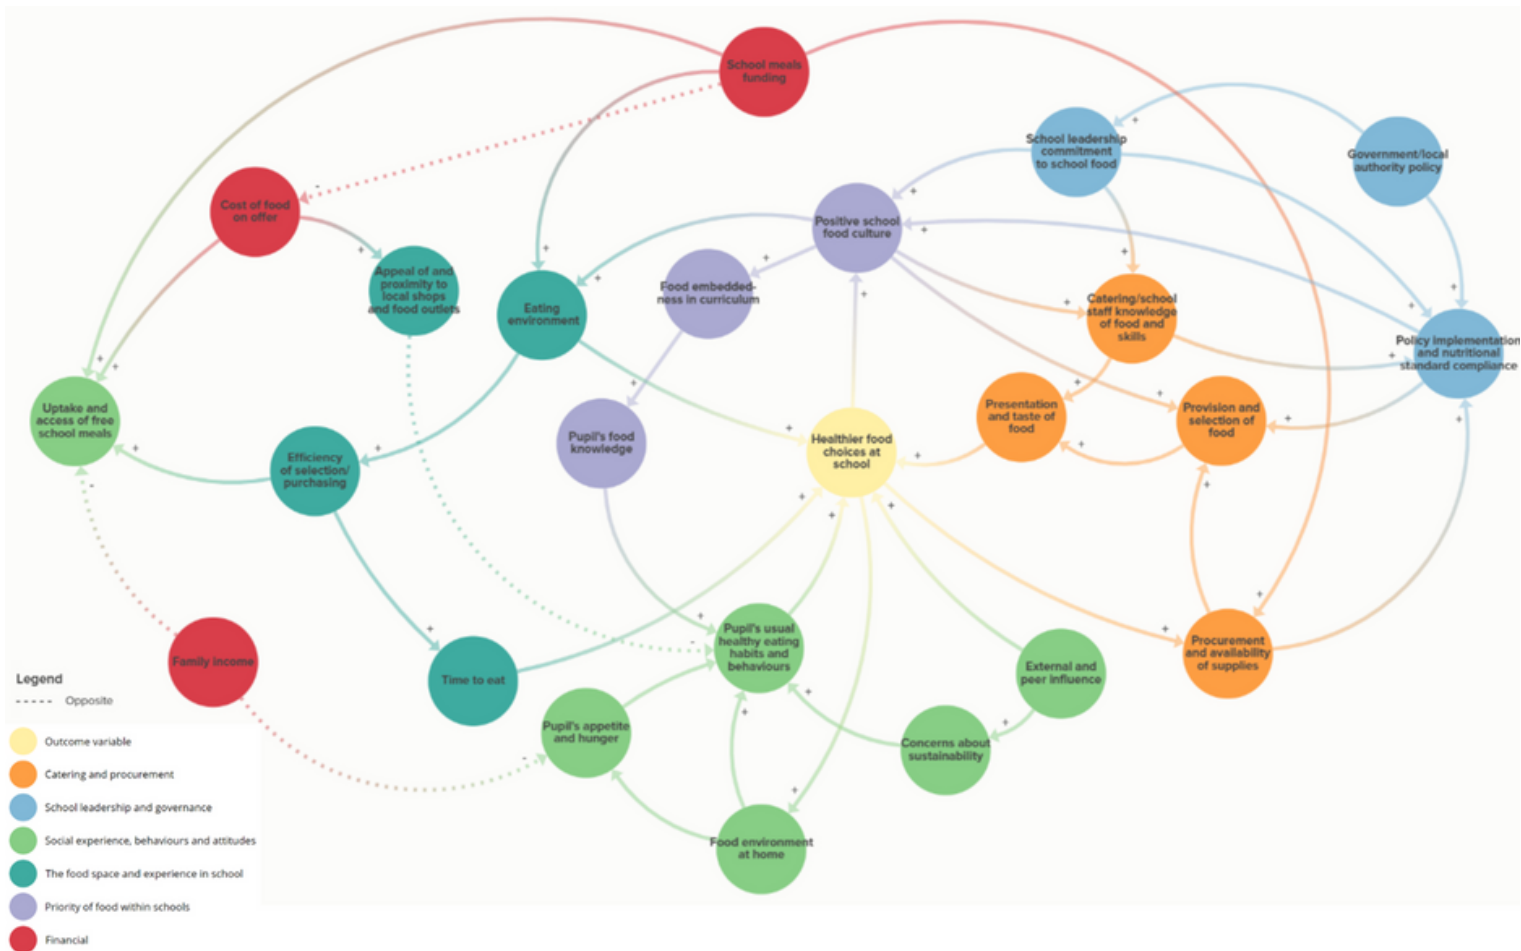 School meals
funding
School leadership
commitment
to school food
Government/local
authority policy
Cost of food
on offer
Positive school
food culture
Appeal of and
proximity to
local shops
and food outlets
Eating
environment
Food embedded-
ness in curriculum
Catering/school
staff knowledge
of food and
skills
Policy implementation
and nutritional
standard compliance
Uptake and
access of free
school meals
Efficiency
of selection/
purchasing
Pupil's food
knowledge
Healthier food
choices at
school
Presentation
and taste of
food
Provision and
selection of
food
Family income
Time to eat
Pupil's usual
healthy eating
habits and
behaviours
External and
peer influence
Procurement
and availability
of supplies
Pupil's appetite
and hunger
Concerns about
sustainability
Food environment
at home
Legend
Opposite
Outcome variable
Catering and procurement
School leadership and governance
Social experience, behaviours and attitudes
The food space and experience in school
Priority of food within schools
Financial